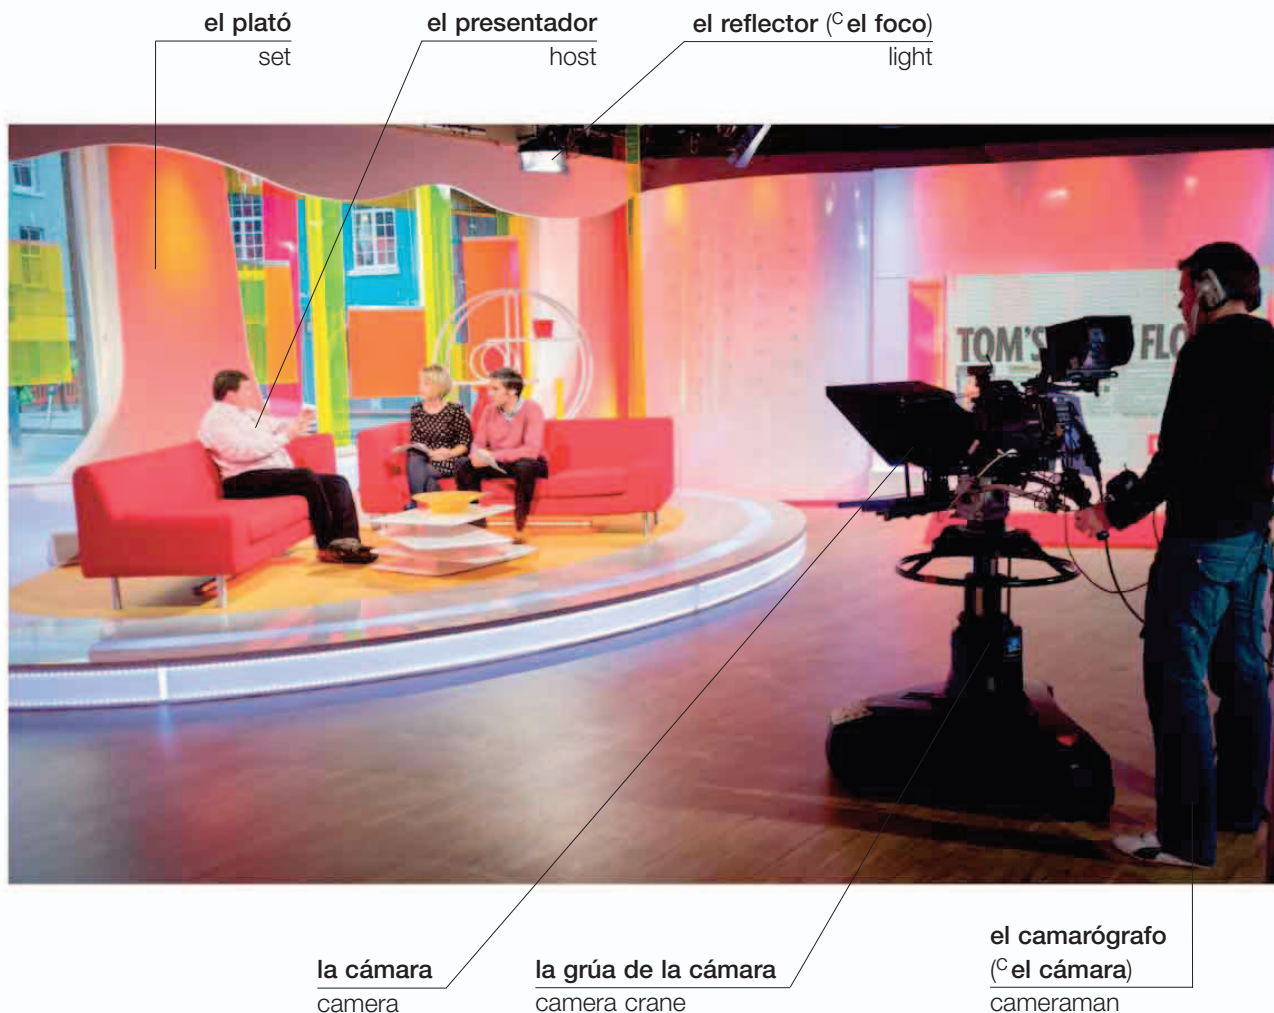 el plató
set
el presentador
host
el reflector (C el foco)
light
TOM'S
FLO
la cámara
camera
la grúa de la cámara
camera crane
el camarógrafo
(C el cámara)
cameraman